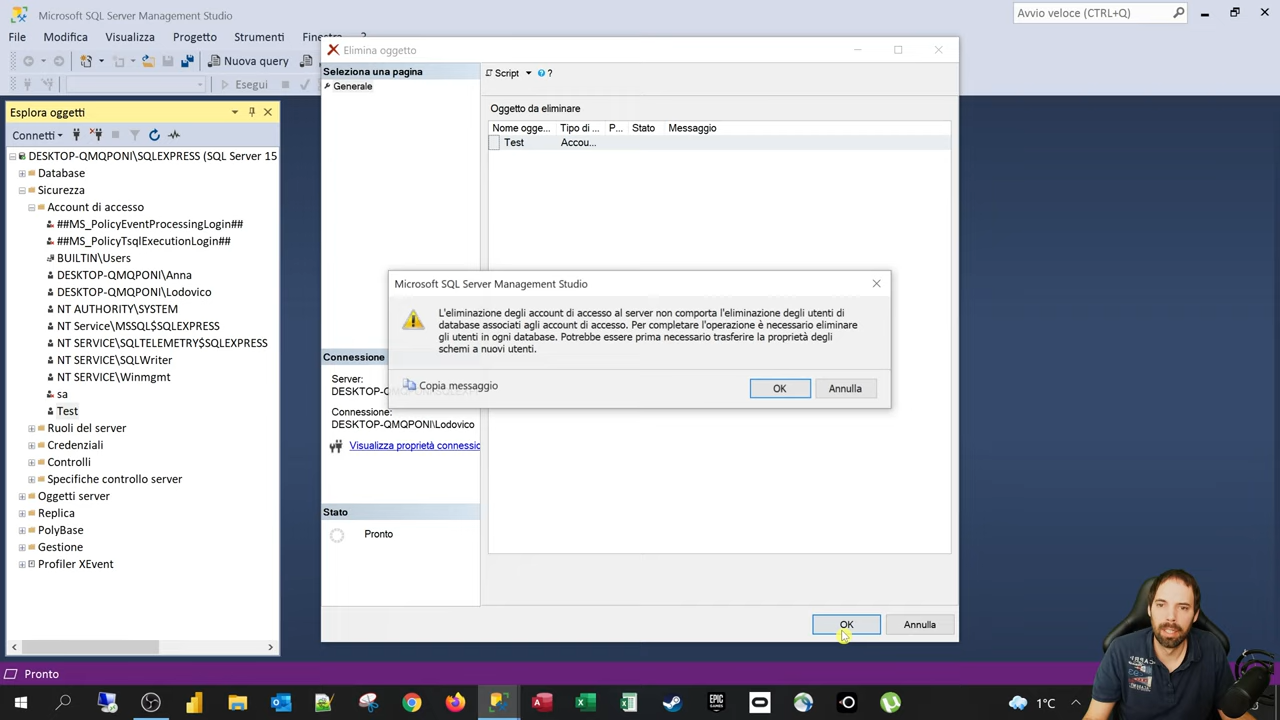 Microsoft SQL Server Management Studio
Avvio veloce (CTRL+Q)
File Modifica Visualizza Progetto Strumenti Finestra ?
Nuova query
Esegui
Esplora oggetti
Connetti
DESKTOP-QMQPONI\SQLEXPRESS (SQL Server 15
Database
Sicurezza
Account di accesso
##MS_PolicyEventProcessingLogin##
##MS_PolicyTsqlExecutionLogin##
BUILTIN\Users
DESKTOP-QMQPONI\Anna
DESKTOP-QMQPONI\Lodovico
NT AUTHORITY\SYSTEM
NT Service\MSSQL$SQLEXPRESS
NT SERVICE\SQLTELEMETRY$SQLEXPRESS
NT SERVICE\SQLWriter
NT SERVICE\Winmgmt
sa
Test
Ruoli del server
Credenziali
Controlli
Specifiche controllo server
Oggetti server
Replica
PolyBase
Gestione
Profiler XEvent
Elimina oggetto
Seleziona una pagina
Generale
Script ?
Oggetto da eliminare
Nome ogge... Tipo di ... P... Stato Messaggio
Test Accou...
Microsoft SQL Server Management Studio
L'eliminazione degli account di accesso al server non comporta l'eliminazione degli utenti di
database associati agli account di accesso. Per completare l'operazione è necessario eliminare
gli utenti in ogni database. Potrebbe essere prima necessario trasferire la proprietà degli
schemi a nuovi utenti.
Copia messaggio
OK Annulla
Connessione
Server:
Connessione:
DESKTOP-QMQPONI\Lodovico
Visualizza proprietà connessio
Stato
Pronto
OK Annulla
Pronto
1°C